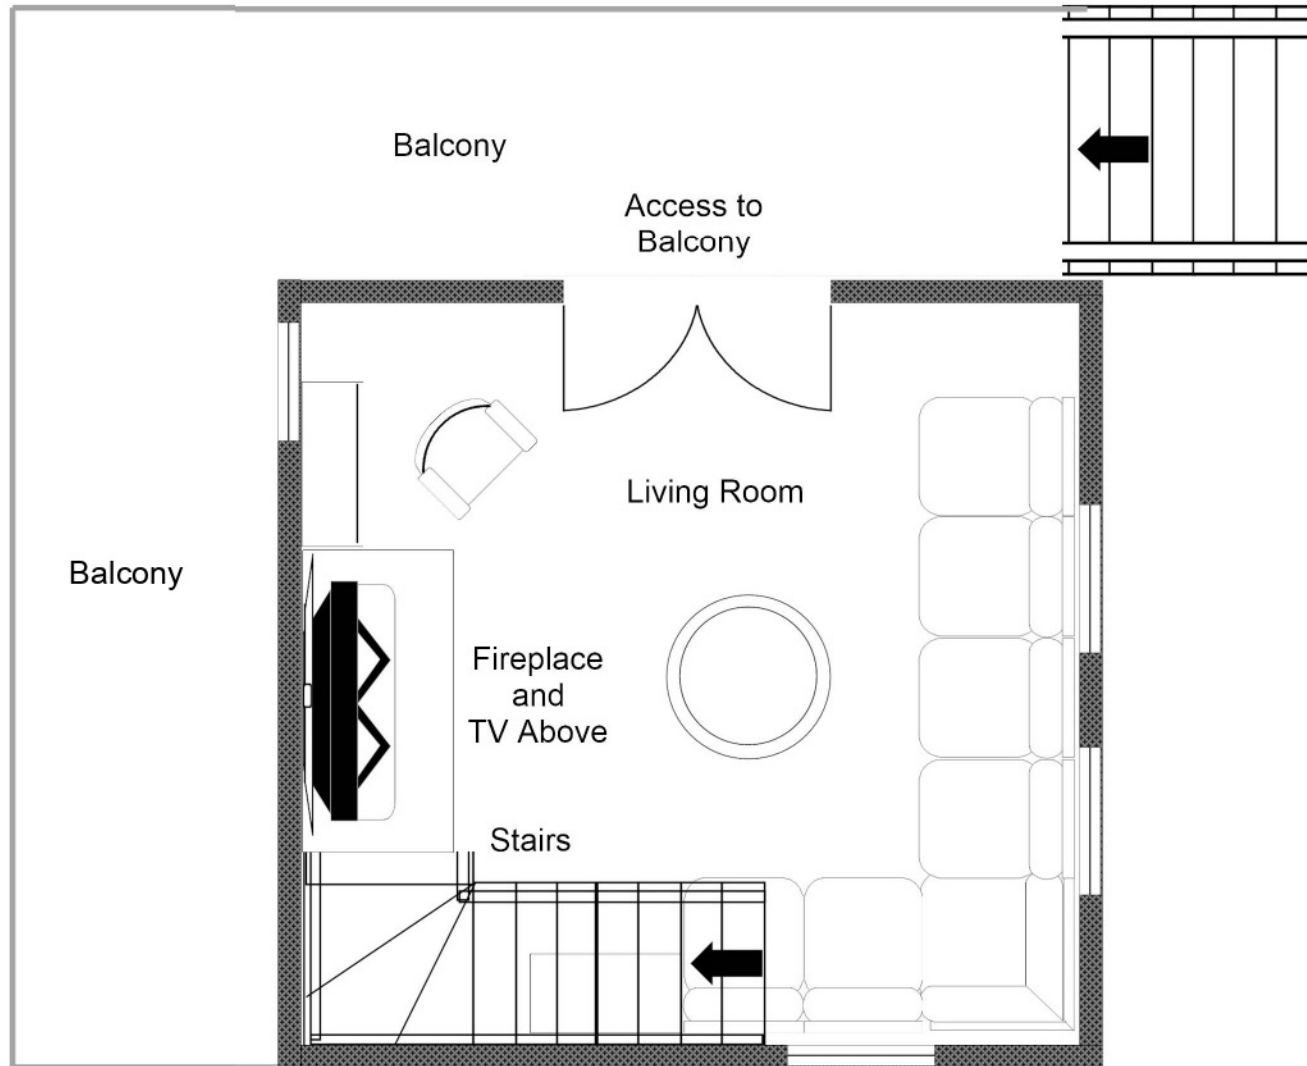 Balcony
Access to
Balcony
Living Room
Balcony
Fireplace
and
TV Above
Stairs